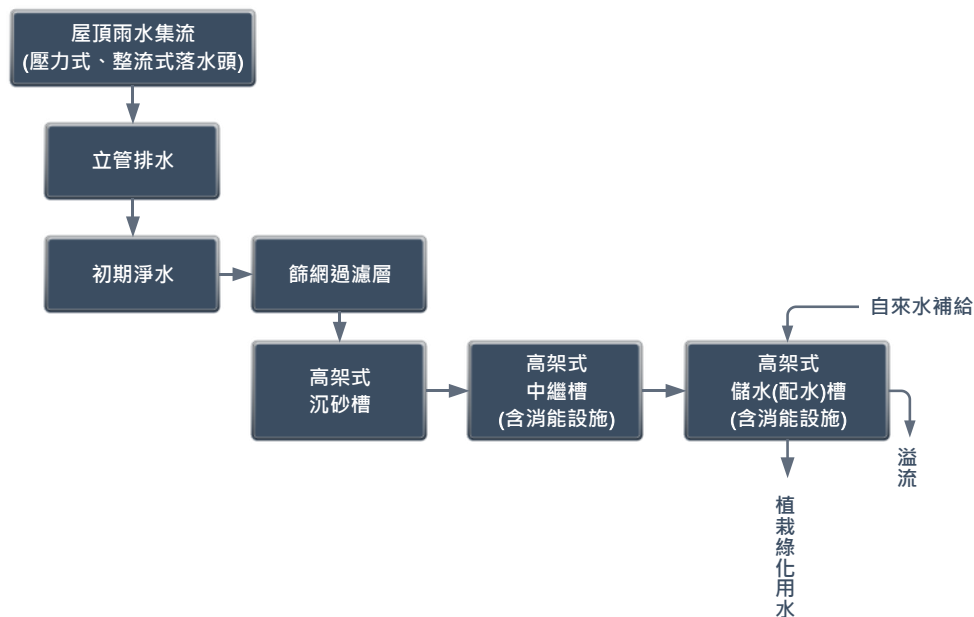 屋頂雨水集流
(壓力式、整流式落水頭)
立管排水
初期淨水
篩網過濾層
高架式
沉砂槽
高架式
中繼槽
(含消能設施)
自來水補給
高架式
儲水(配水)槽
(含消能設施)
溢流
植栽綠化用水